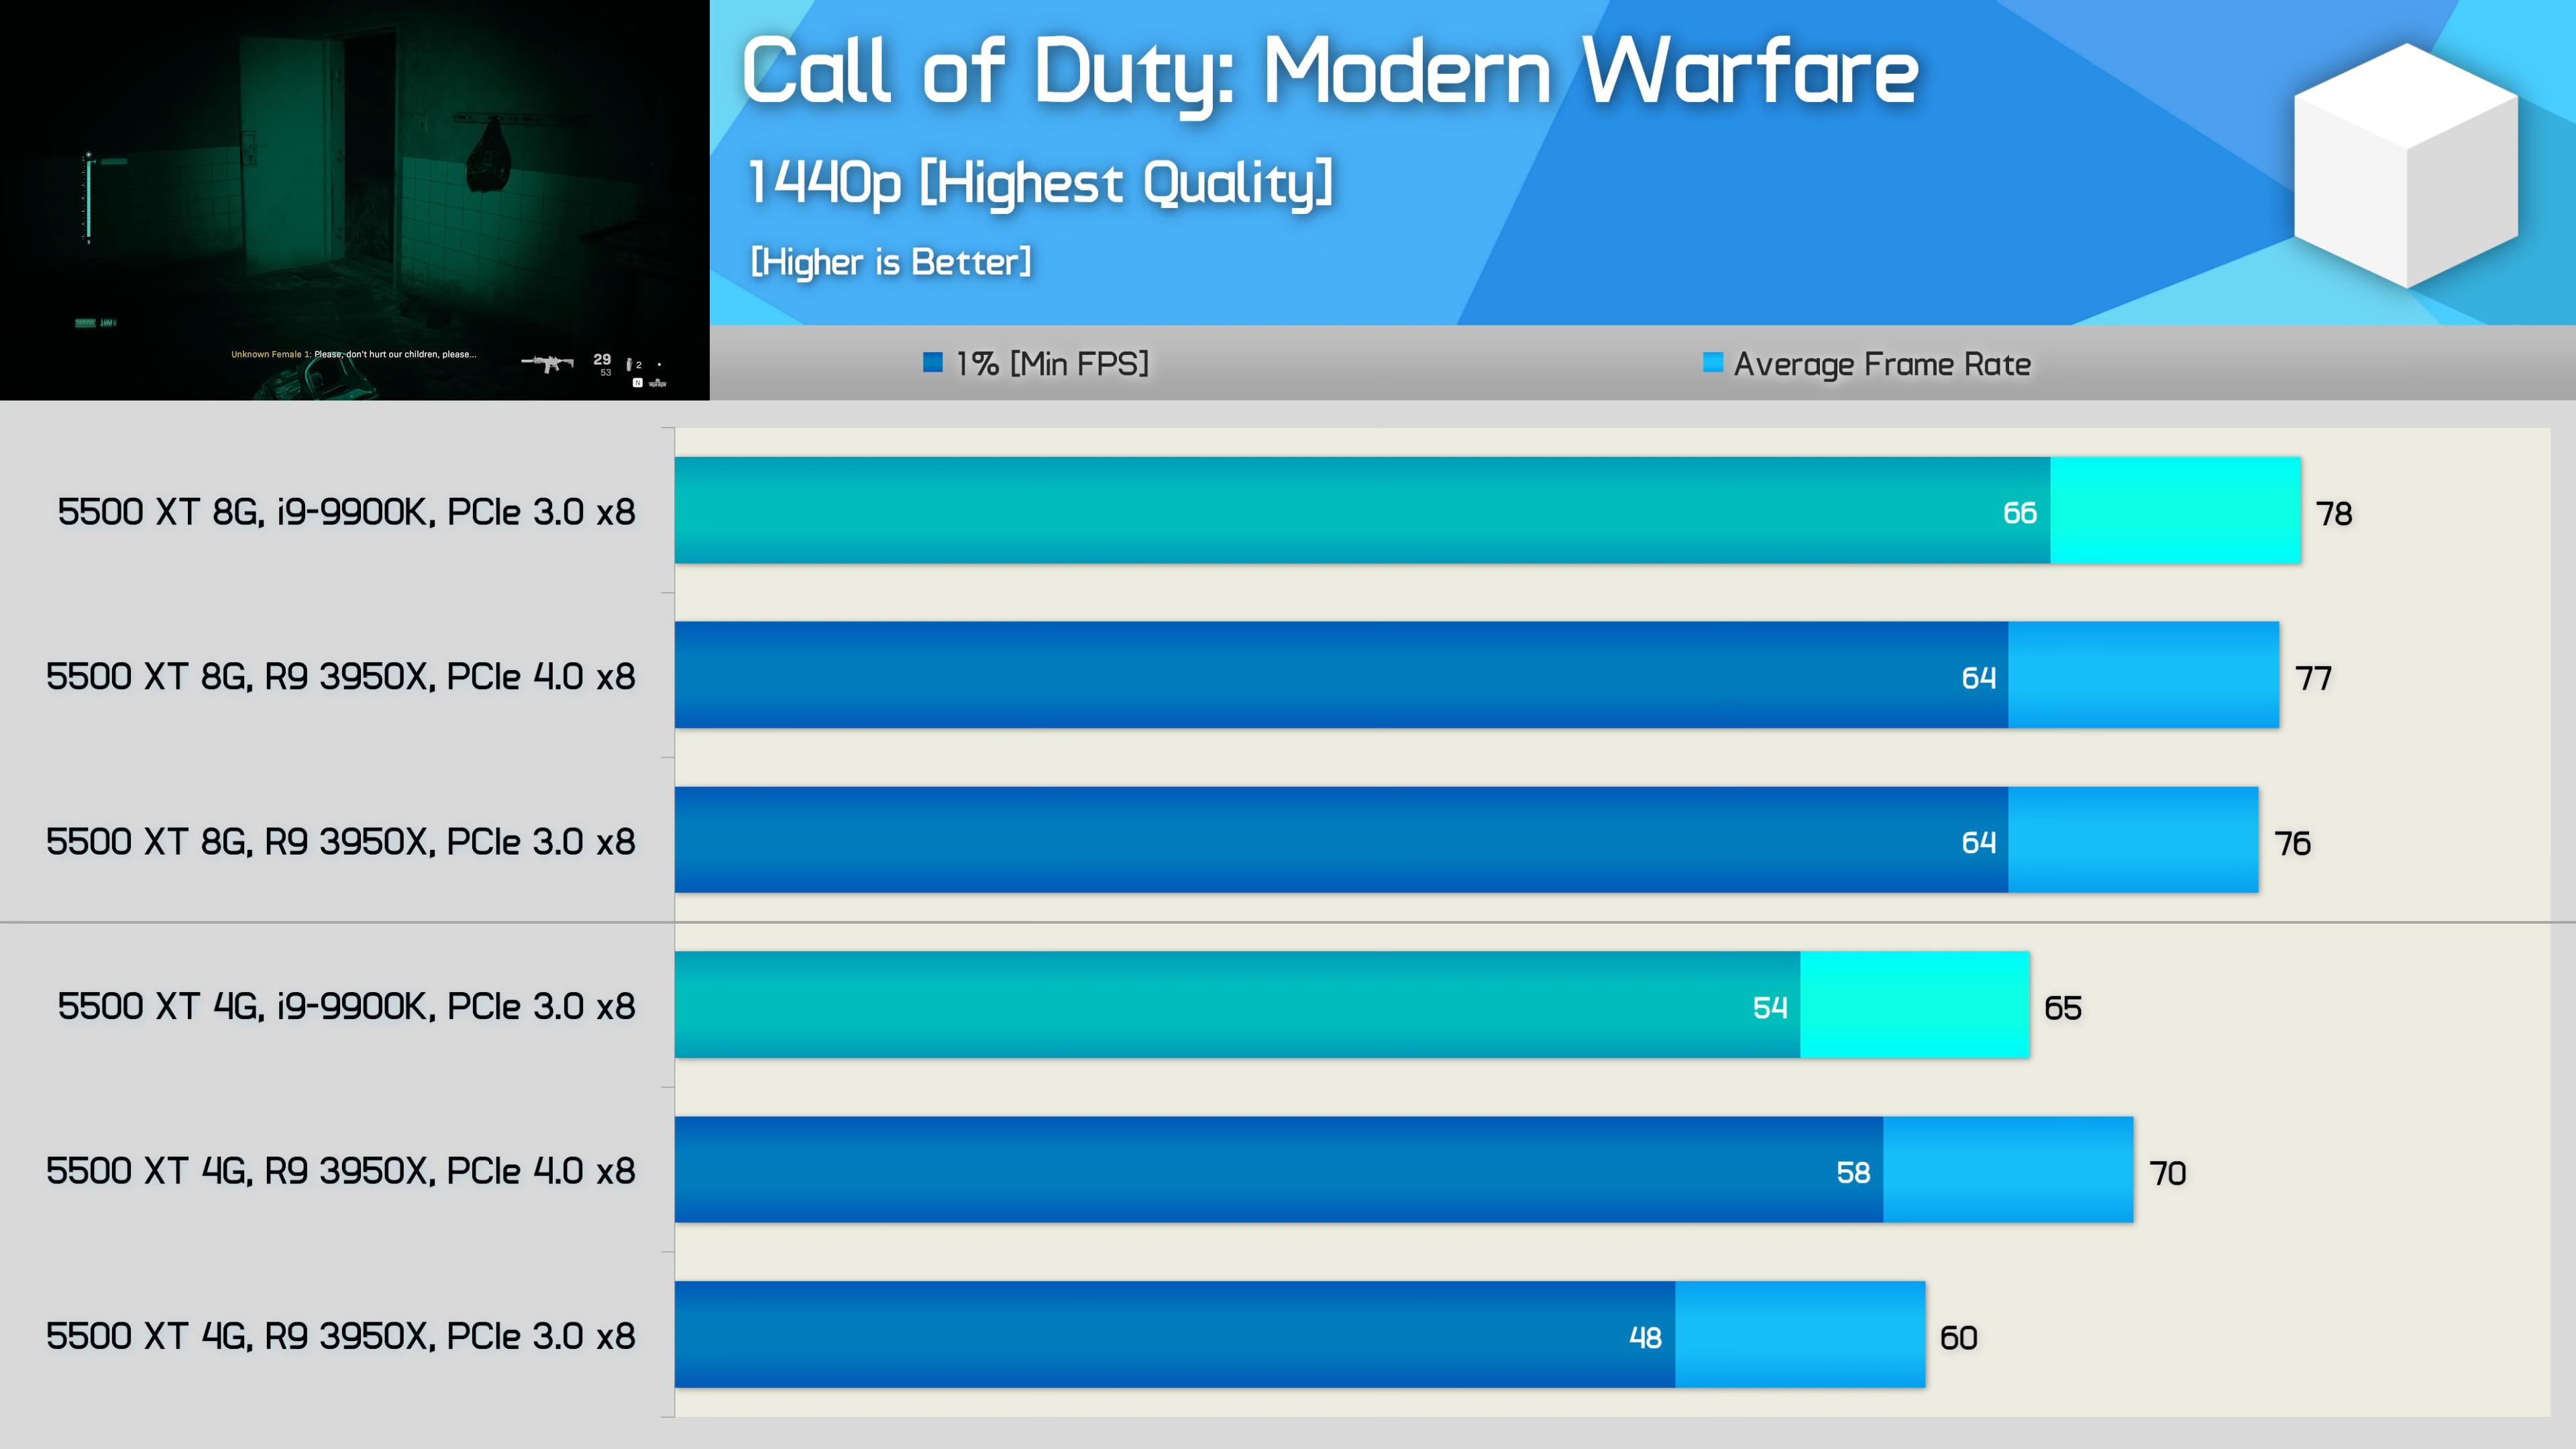 Call of Duty: Modern Warfare
1440p [Highest Quality]
[Higher is Better]
Unknown Female 1: Please, don't hurt our children, please...
29
53
2
N
1% [Min FPS]
Average Frame Rate
5500 XT 8G, i9-9900K, PCIe 3.0 x8
66
78
5500 XT 8G, R9 3950X, PCIe 4.0 x8
64
77
5500 XT 8G, R9 3950X, PCIe 3.0 x8
64
76
5500 XT 4G, i9-9900K, PCIe 3.0 x8
54
65
5500 XT 4G, R9 3950X, PCIe 4.0 x8
58
70
5500 XT 4G, R9 3950X, PCIe 3.0 x8
48
60